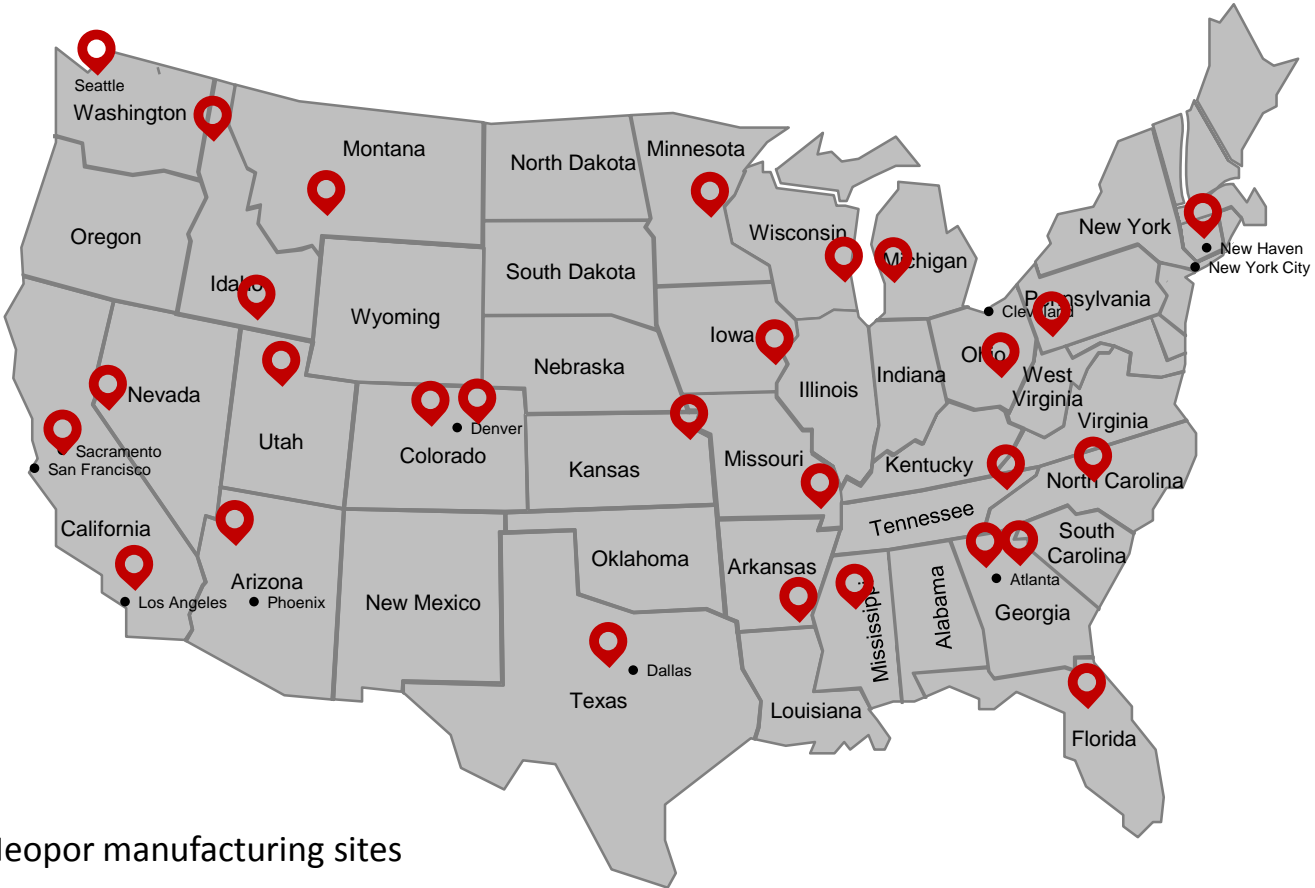 Seattle
Washington
Montana
North Dakota
Minnesota
Oregon
Idaho
Wyoming
South Dakota
Wisconsin
Michigan
New York
New Haven
New York City
Pennsylvania
Cleveland
Nevada
Utah
Colorado
Denver
Nebraska
Iowa
Illinois
Indiana
Ohio
West
Virginia
Virginia
Sacramento
San Francisco
California
Los Angeles
Kansas
Missouri
Kentucky
North Carolina
Tennessee
South
Carolina
Arizona
Phoenix
New Mexico
Oklahoma
Arkansas
Mississippi
Alabama
Atlanta
Georgia
Dallas
Texas
Louisiana
Florida
manufacturing sites